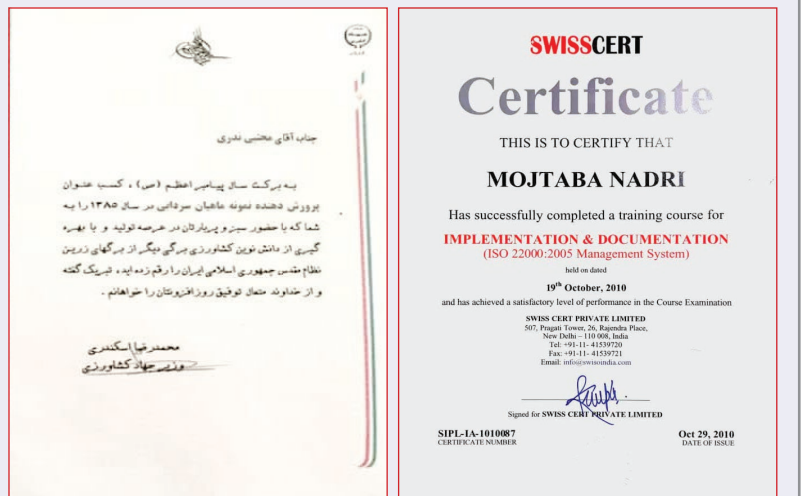 جناب آقای مجتبی ندری
به برکت سال پیامبر اعظم (ص) ، کسب عنوان
پرورش دهنده نمونه ماهیان سردابی در سال ۱۳۸۵ را به
شما که با حضور سبز و پربارتان در عرصه تولید و با بهره
گیری از دانش نوین کشاورزی برگی دیگر از برگهای زرین
نظام مقدس جمهوری اسلامی ایران را رقم زده اید، تبریک گفته
و از خداوند متعال توفیق روزافزونتان را خواهانم .
محمدرضا اسکندری
وزیر جهاد کشاورزی
SWISSCERT
Certificate
THIS IS TO CERTIFY THAT
MOJTABA NADRI
Has successfully completed a training course for
IMPLEMENTATION & DOCUMENTATION
(ISO 22000:2005 Management System)
held on dated
19th October, 2010
and has achieved a satisfactory level of performance in the Course Examination
SWISS CERT PRIVATE LIMITED
507, Pragati Tower, 26, Rajendra Place,
New Delhi – 110 008, India
Tel: +91-11- 41539720
Fax: +91-11- 41539721
Email: info@swissindia.com
Signed for SWISS CERT PRIVATE LIMITED
SIPL-IA-1010087
CERTIFICATE NUMBER
Oct 29, 2010
DATE OF ISSUE